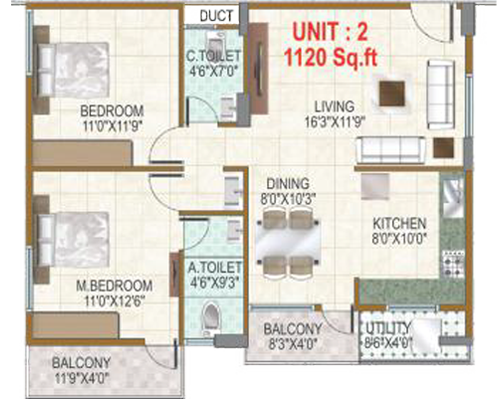 DUCT
UNIT : 2
1120 Sq.ft
C.TOILET
4'6"X7'0"
BEDROOM
11'0"X11'9"
LIVING
16'3"X11'9"
DINING
8'0"X10'3"
KITCHEN
8'0"X10'0"
M.BEDROOM
11'0"X12'6"
A.TOILET
4'6"X9'3"
BALCONY
8'3"X4'0"
UTILITY
8'6"X4'0"
BALCONY
11'9"X4'0"